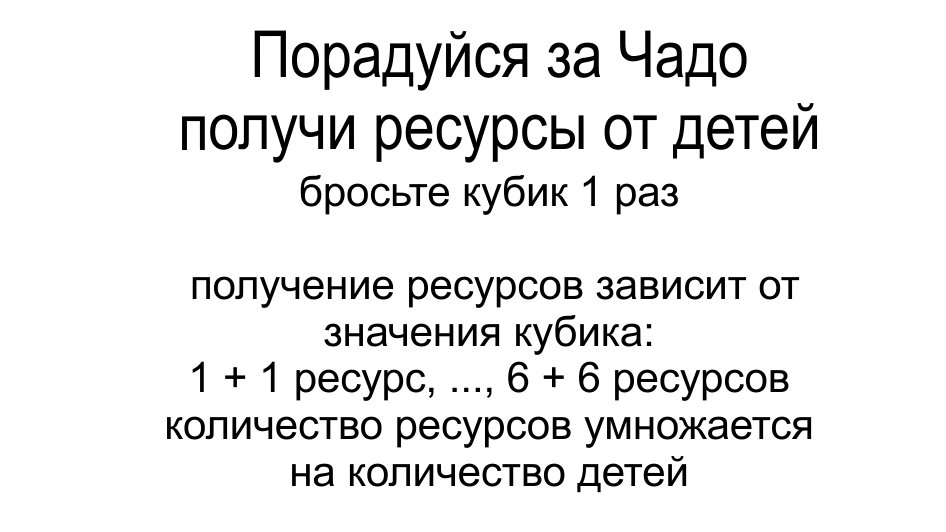 Порадуйся за Чадо
получи ресурсы от детей
бросьте кубик 1 раз
получение ресурсов зависит от
значения кубика:
1 + 1 ресурс, ..., 6 + 6 ресурсов
количество ресурсов умножается
на количество детей